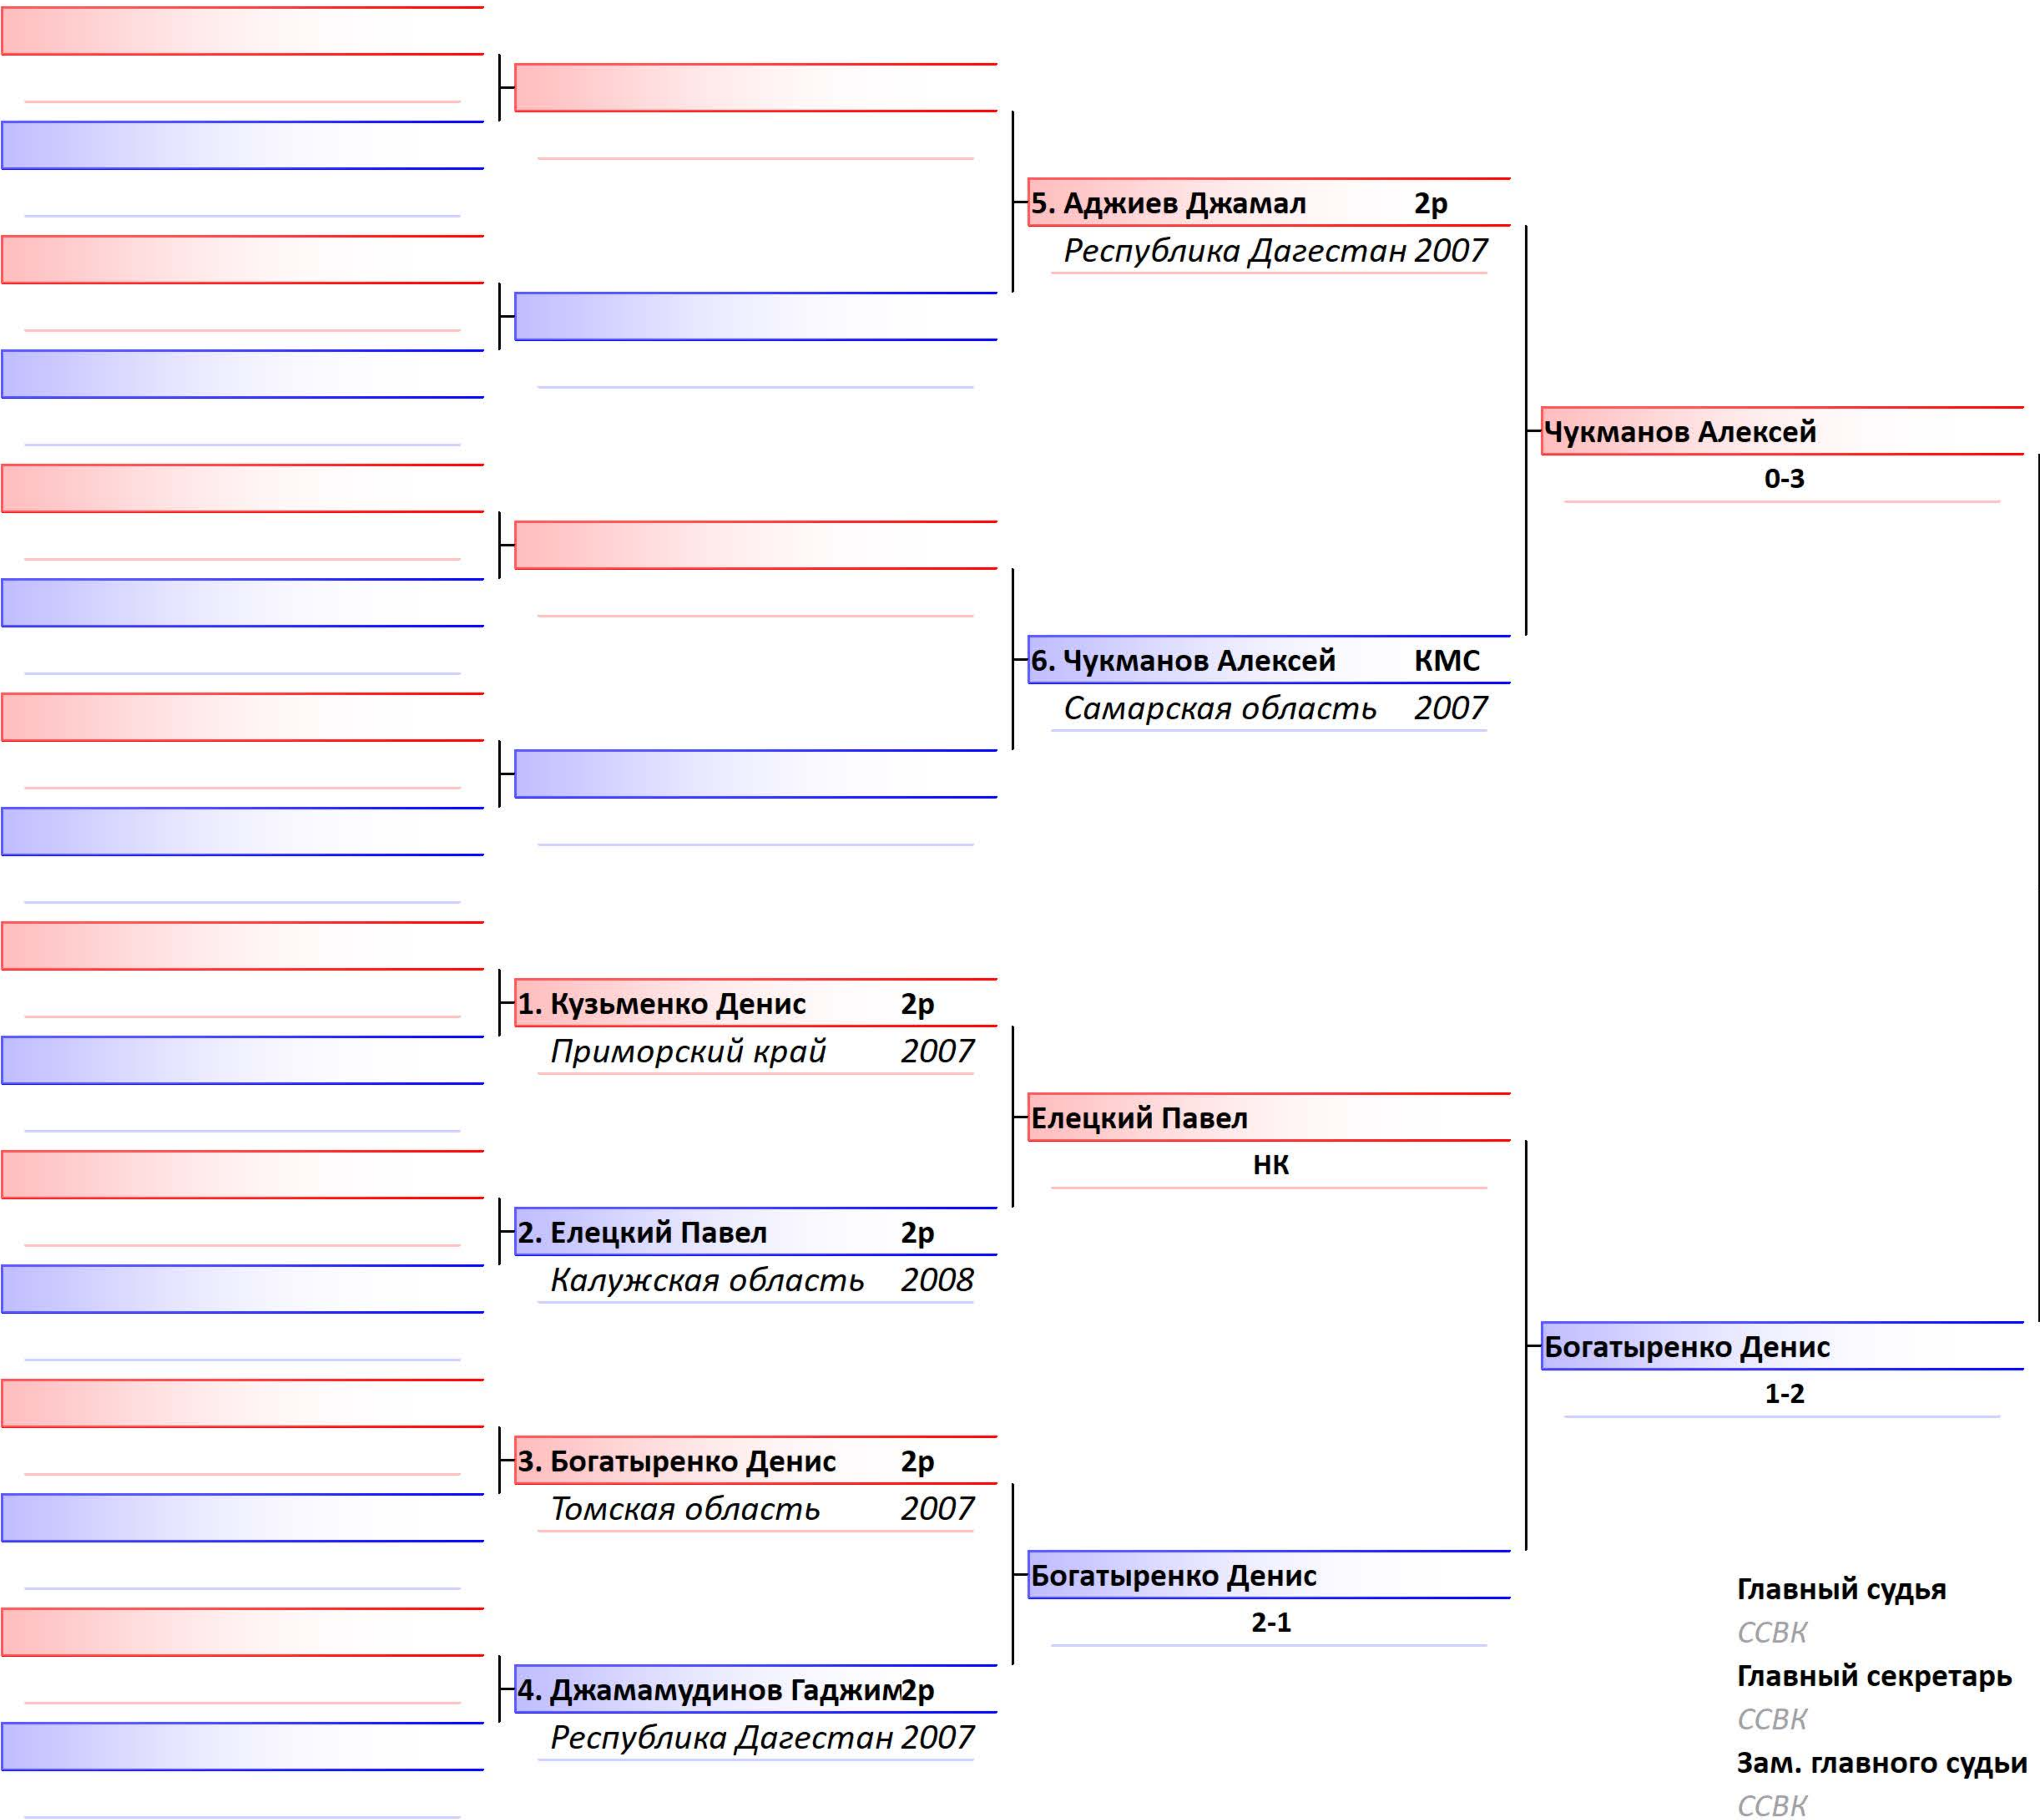 5. Аджиев Джамал 2р
Республика Дагестан 2007
Чукманов Алексей
0-3
6. Чукманов Алексей КМС
Самарская область 2007
1. Кузьменко Денис 2р
Приморский край 2007
Елецкий Павел
НК
2. Елецкий Павел 2р
Калужская область 2008
Богатыренко Денис
1-2
3. Богатыренко Денис 2р
Томская область 2007
Богатыренко Денис
2-1
4. Джамамудинов Гаджим 2р
Республика Дагестан 2007
Главный судья
ССВК
Главный секретарь
ССВК
Зам. главного судьи
ССВК